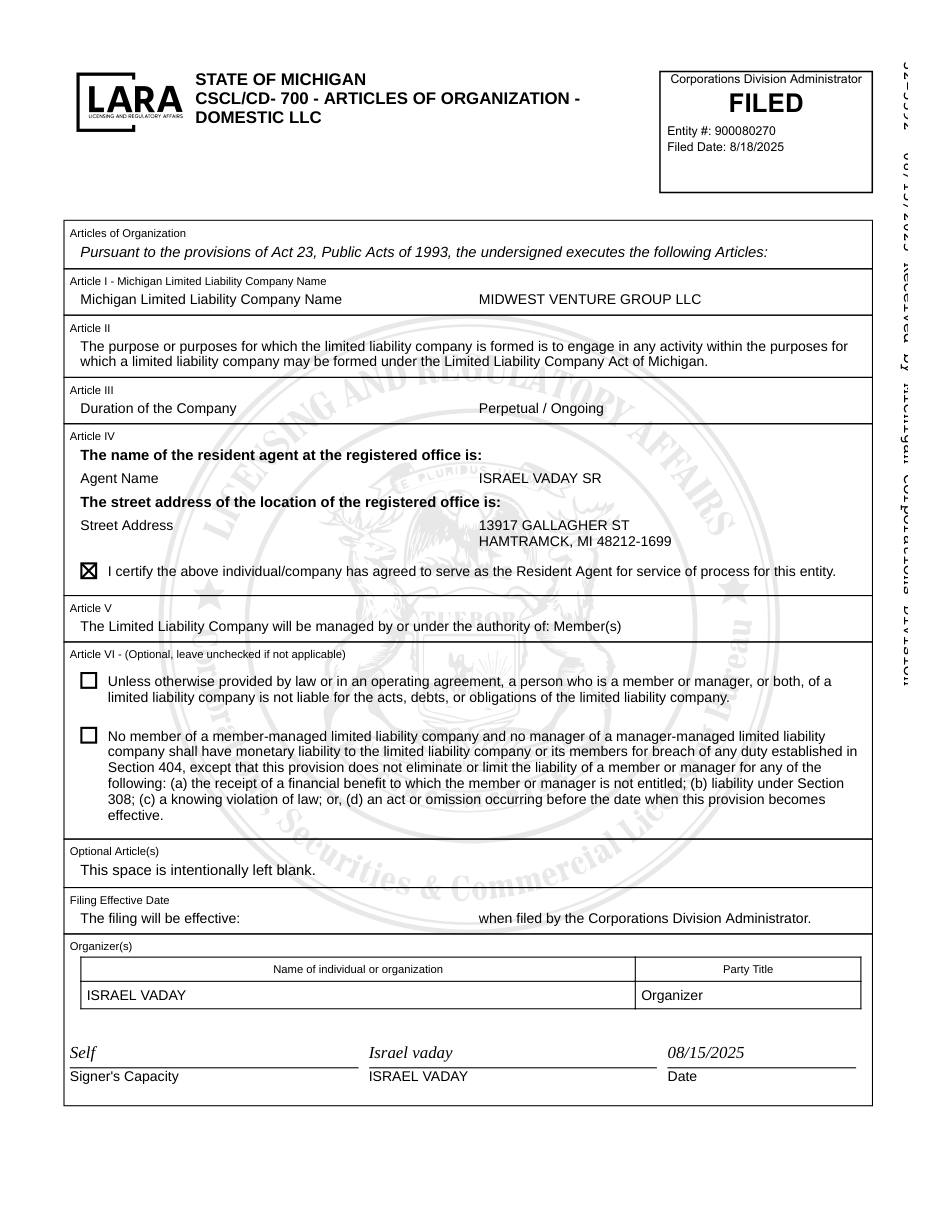 LARA
LICENSING AND REGULATORY AFFAIRS
STATE OF MICHIGAN
CSCL/CD- 700 - ARTICLES OF ORGANIZATION -
DOMESTIC LLC
Corporations Division Administrator
FILED
Entity #: 900080270
Filed Date: 8/18/2025
Articles of Organization
Pursuant to the provisions of Act 23, Public Acts of 1993, the undersigned executes the following Articles:
Article I - Michigan Limited Liability Company Name
Michigan Limited Liability Company Name MIDWEST VENTURE GROUP LLC
Article II
The purpose or purposes for which the limited liability company is formed is to engage in any activity within the purposes for
which a limited liability company may be formed under the Limited Liability Company Act of Michigan.
Article III
Duration of the Company Perpetual / Ongoing
Article IV
The name of the resident agent at the registered office is:
Agent Name ISRAEL VADAY SR
The street address of the location of the registered office is:
Street Address 13917 GALLAGHER ST
HAMTRAMCK, MI 48212-1699
I certify the above individual/company has agreed to serve as the Resident Agent for service of process for this entity.
Article V
The Limited Liability Company will be managed by or under the authority of: Member(s)
Article VI - (Optional, leave unchecked if not applicable)
Unless otherwise provided by law or in an operating agreement, a person who is a member or manager, or both, of a
limited liability company is not liable for the acts, debts, or obligations of the limited liability company.
No member of a member-managed limited liability company and no manager of a manager-managed limited liability
company shall have monetary liability to the limited liability company or its members for breach of any duty established in
Section 404, except that this provision does not eliminate or limit the liability of a member or manager for any of the
following: (a) the receipt of a financial benefit to which the member or manager is not entitled; (b) liability under Section
308; (c) a knowing violation of law; or, (d) an act or omission occurring before the date when this provision becomes
effective.
Optional Article(s)
This space is intentionally left blank.
Filing Effective Date
The filing will be effective: when filed by the Corporations Division Administrator.
Organizer(s)
Name of individual or organization Party Title
ISRAEL VADAY Organizer
Self Israel vaday 08/15/2025
Signer's Capacity ISRAEL VADAY Date
LICENSING AND REGULATORY AFFAIRS
E PLURIBUS
TUEBOR
Securities & Commercial
Received by Michigan Corporations Division